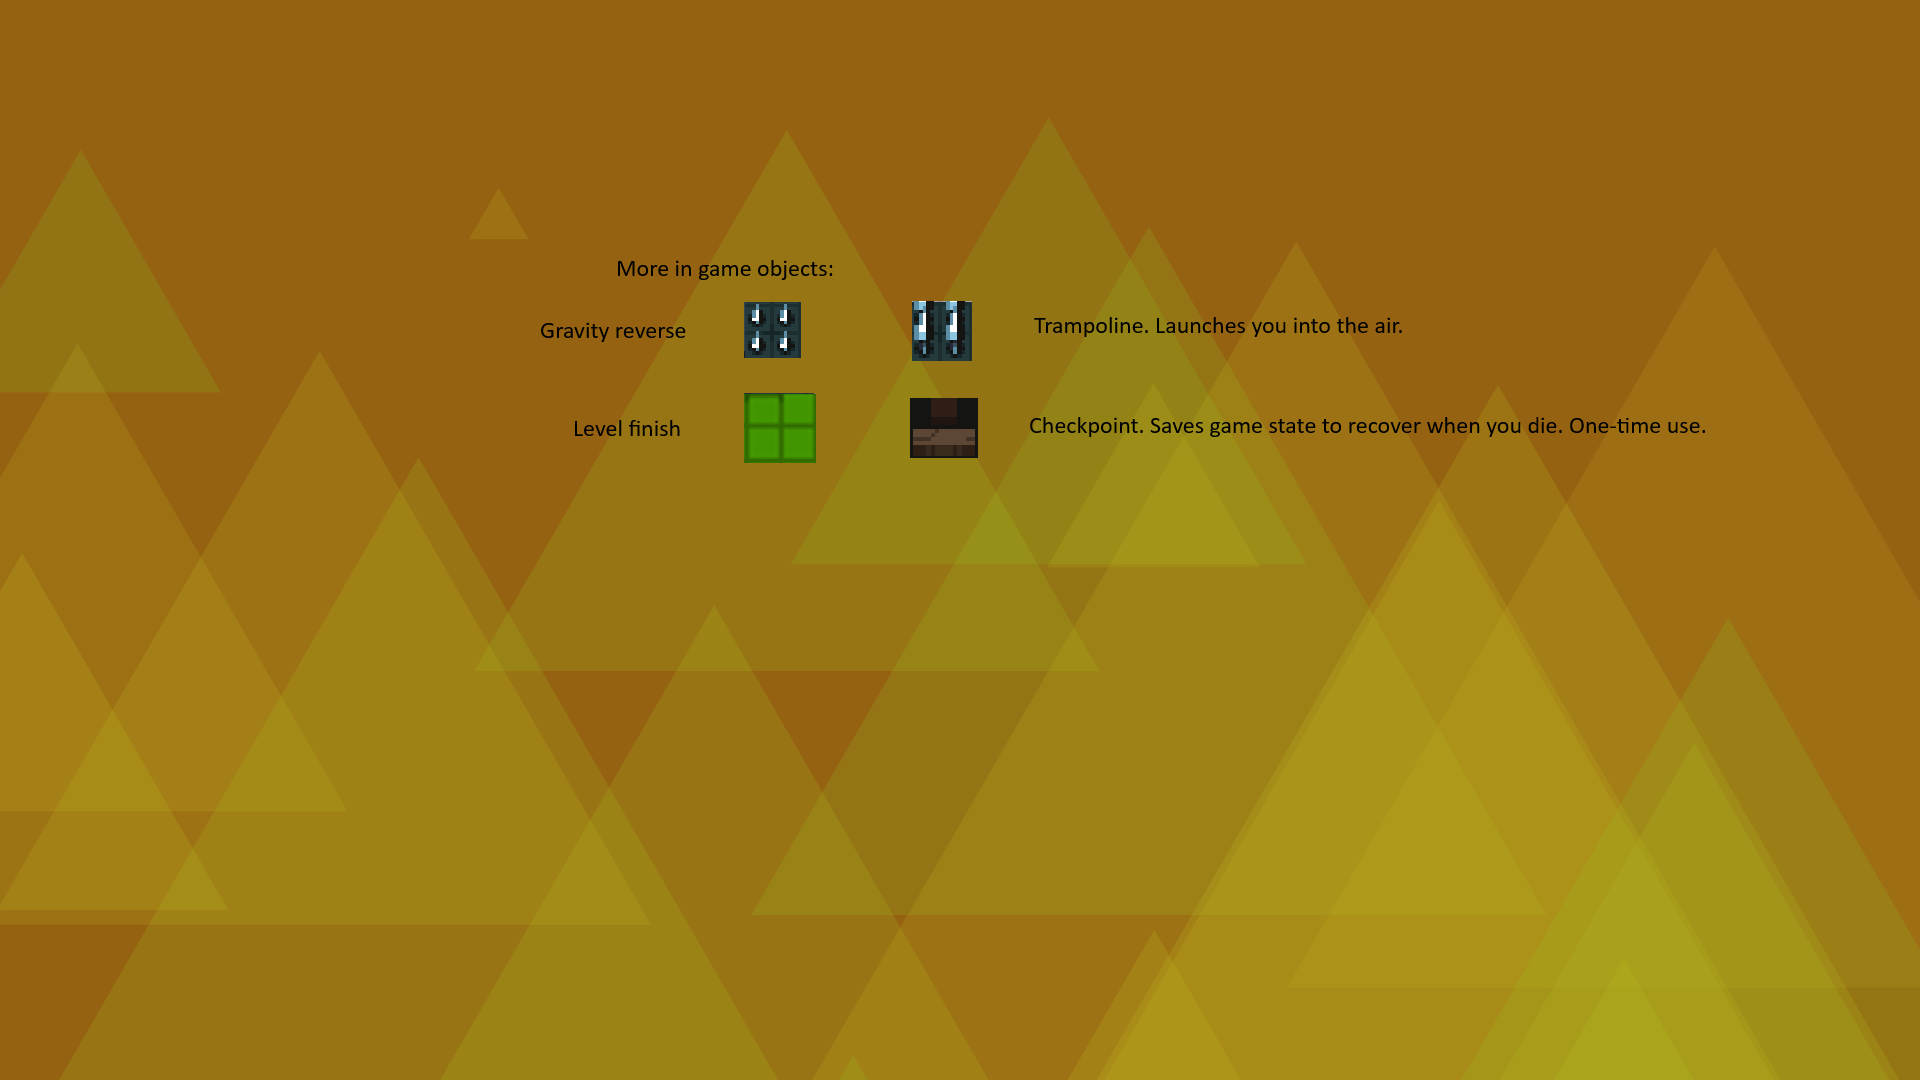 More in game objects:
Gravity reverse
Trampoline. Launches you into the air.
Level finish
Checkpoint. Saves game state to recover when you die. One-time use.